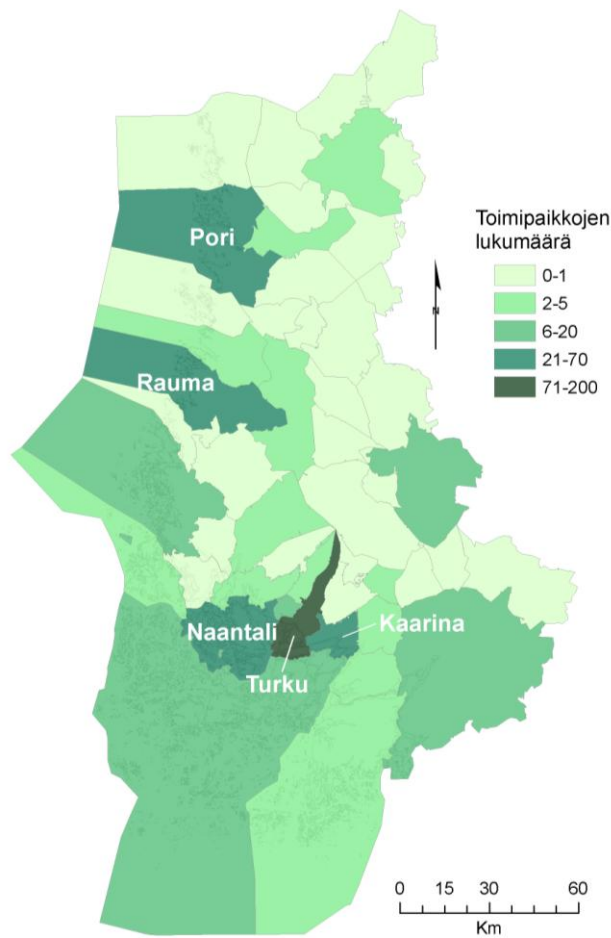 Pori
Toimipaikkojen
lukumäärä
0-1
2-5
6-20
21-70
71-200
N
Rauma
Naantali
Kaarina
Turku
0 15 30 60
Km